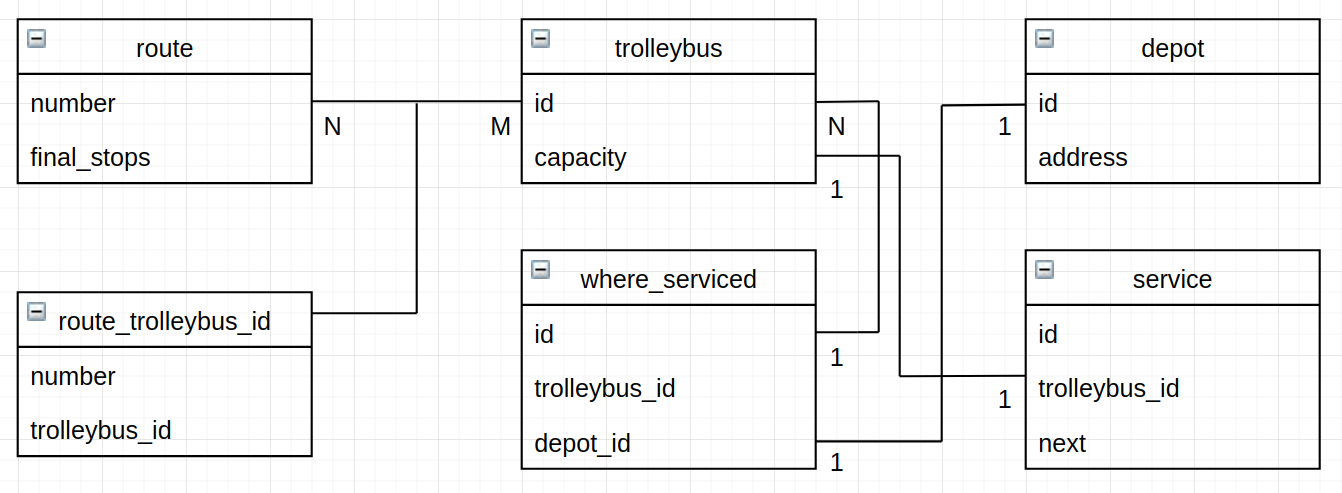 route
number
final_stops
N
M
trolleybus
id
capacity
N
1
depot
id
address
1
route_trolleybus_id
number
trolleybus_id
where_serviced
id
trolleybus_id
depot_id
1
1
service
id
trolleybus_id
next
1